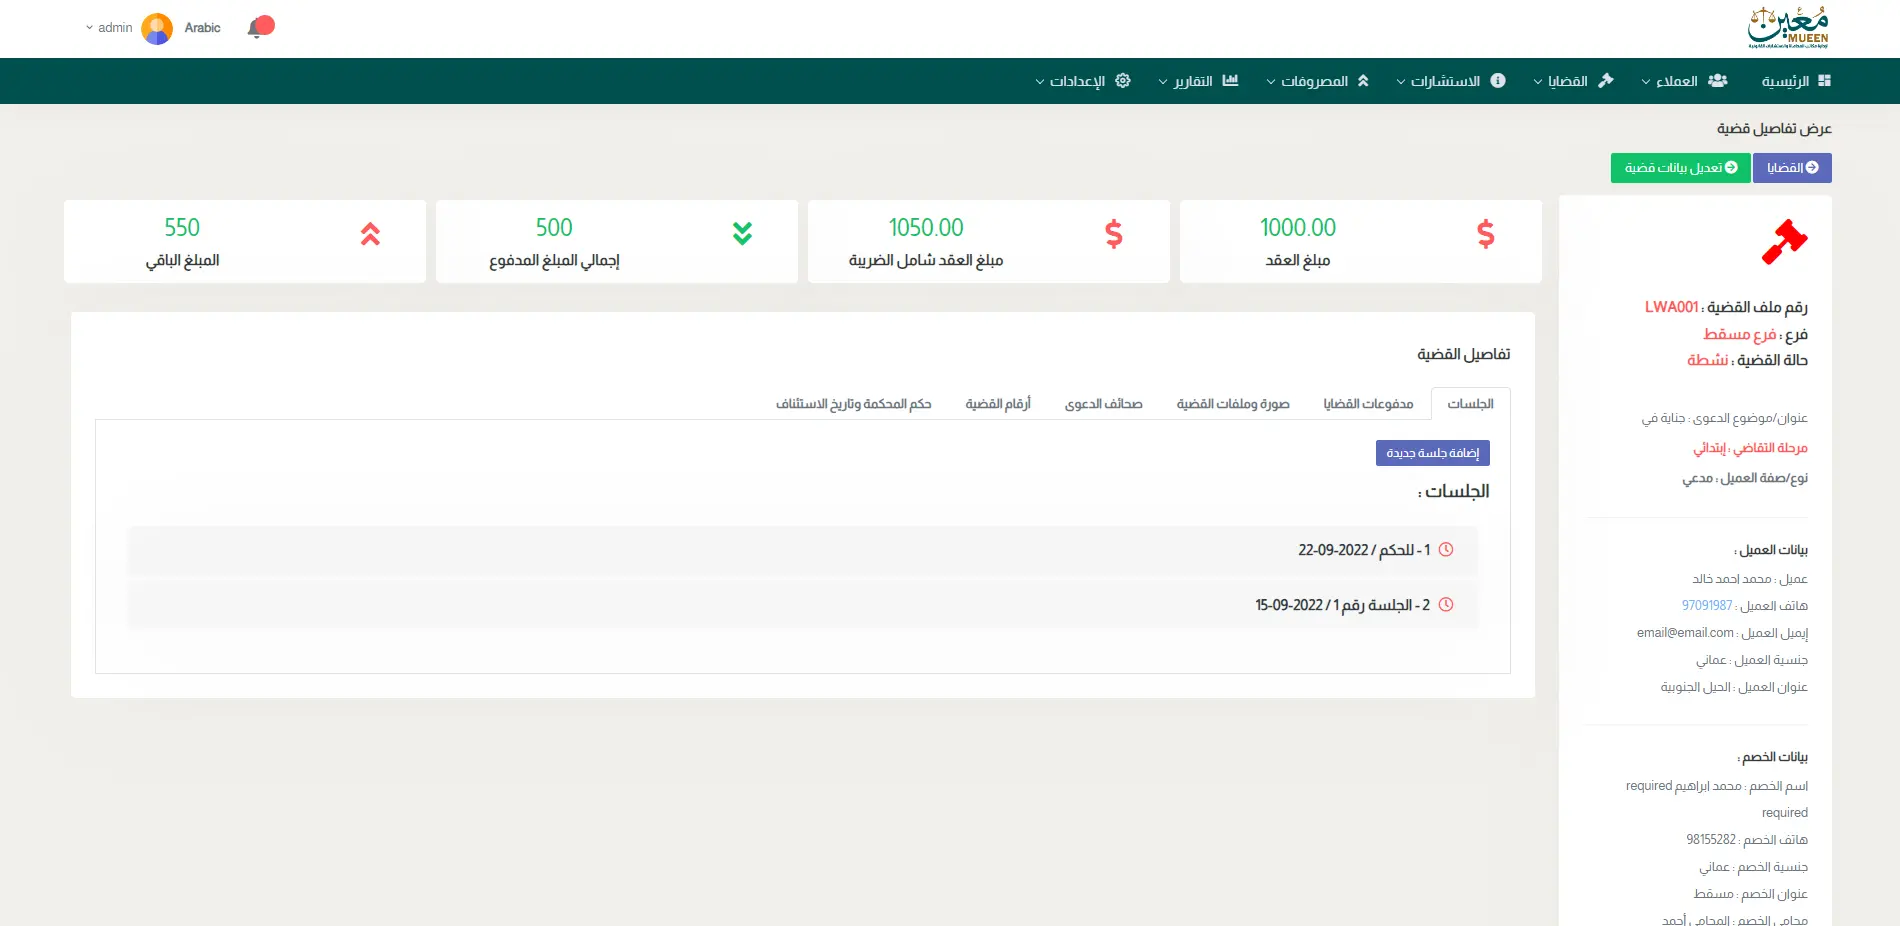 معين
MUEEN
Arabic
admin
الرئيسية
العملاء
القضايا
الاستشارات
المصروفات
التقارير
الإعدادات
عرض تفاصيل قضية
القضايا
تعديل بيانات قضية
رقم ملف القضية : LWA001
فرع : فرع مسقط
حالة القضية : نشطة
عنوان/موضوع الدعوى : جناية في
مرحلة التقاضي : إبتدائي
نوع/صفة العميل : مدعي
بيانات العميل :
عميل : محمد احمد خالد
هاتف العميل : 97091987
إيميل العميل : email@email.com
جنسية العميل : عماني
عنوان العميل : الحيل الجنوبية
بيانات الخصم :
اسم الخصم : محمد ابراهيم required
required
هاتف الخصم : 98155282
جنسية الخصم : عماني
عنوان الخصم : مسقط
محامي الخصم : المحامي أحمد
1000.00
مبلغ العقد
1050.00
مبلغ العقد شامل الضريبة
500
إجمالي المبلغ المدفوع
550
المبلغ الباقي
تفاصيل القضية
الجلسات
مدفوعات القضايا
صورة وملفات القضية
صحائف الدعوى
أرقام القضية
حكم المحكمة وتاريخ الاستئناف
إضافة جلسة جديدة
الجلسات :
1 - للحكم / 2022-09-22
2 - الجلسة رقم 1 / 2022-09-15